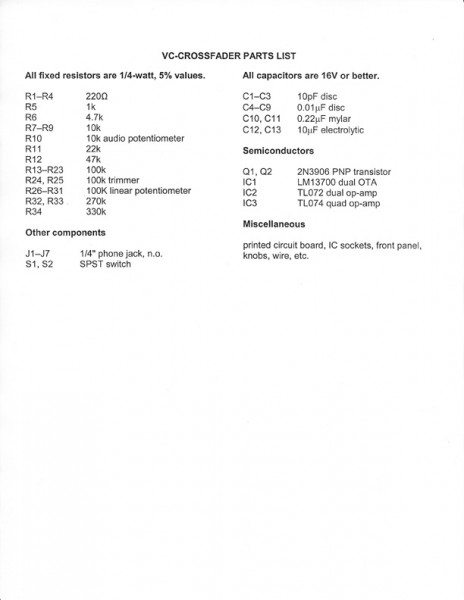 VC-CROSSFADER PARTS LIST
All fixed resistors are 1/4-watt, 5% values.
R1–R4 220Ω
R5 1k
R6 4.7k
R7–R9 10k
R10 10k audio potentiometer
R11 22k
R12 47k
R13–R23 100k
R24, R25 100k trimmer
R26–R31 100K linear potentiometer
R32, R33 270k
R34 330k
Other components
J1–J7 1/4" phone jack, n.o.
S1, S2 SPST switch
All capacitors are 16V or better.
C1–C3 10pF disc
C4–C9 0.01µF disc
C10, C11 0.22µF mylar
C12, C13 10µF electrolytic
Semiconductors
Q1, Q2 2N3906 PNP transistor
IC1 LM13700 dual OTA
IC2 TL072 dual op-amp
IC3 TL074 quad op-amp
Miscellaneous
printed circuit board, IC sockets, front panel,
knobs, wire, etc.